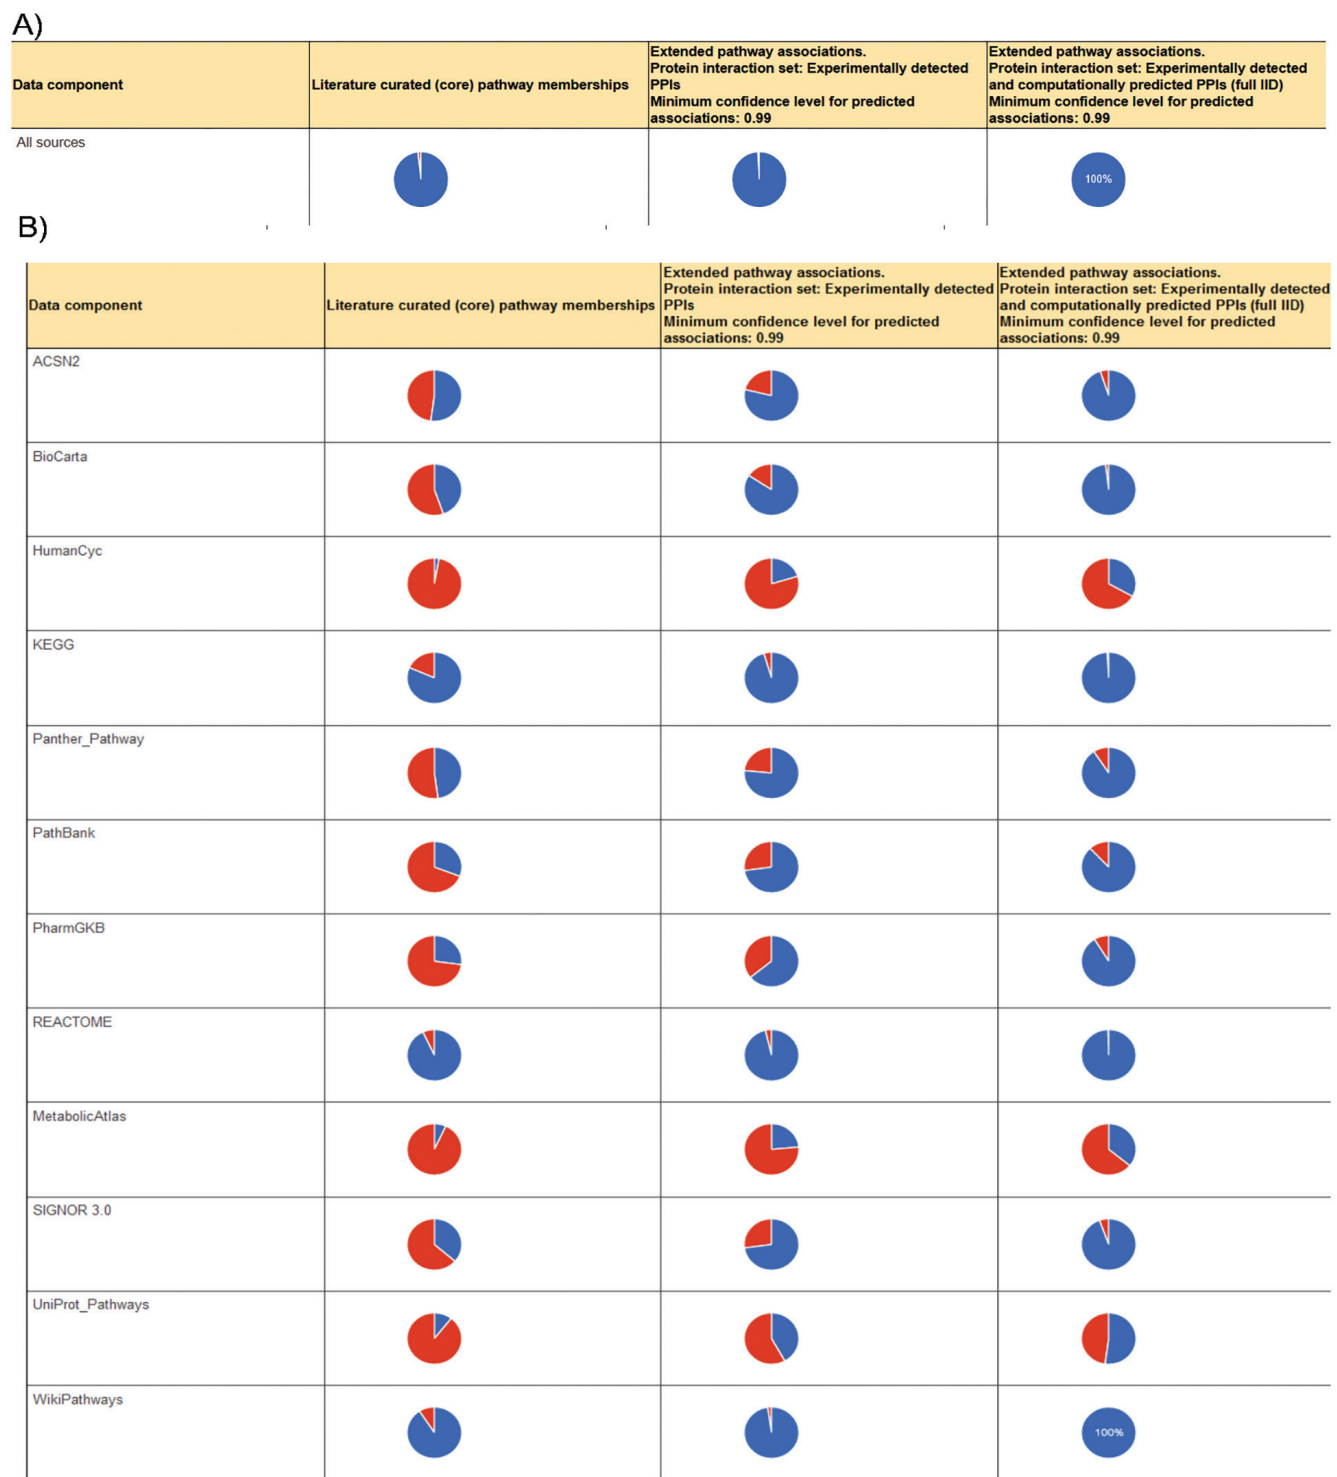 A)
Data component
Literature curated (core) pathway memberships
Extended pathway associations.
Protein interaction set: Experimentally detected
PPIs
Minimum confidence level for predicted
associations: 0.99
Extended pathway associations.
Protein interaction set: Experimentally detected
and computationally predicted PPIs (full IID)
Minimum confidence level for predicted
associations: 0.99
All sources
100%
B)
Data component
Literature curated (core) pathway memberships
Extended pathway associations.
Protein interaction set: Experimentally detected
PPIs
Minimum confidence level for predicted
associations: 0.99
Extended pathway associations.
Protein interaction set: Experimentally detected
and computationally predicted PPIs (full IID)
Minimum confidence level for predicted
associations: 0.99
ACSN2
BioCarta
HumanCyc
KEGG
Panther_Pathway
PathBank
PharmGKB
REACTOME
MetabolicAtlas
SIGNOR 3.0
UniProt_Pathways
WikiPathways
100%